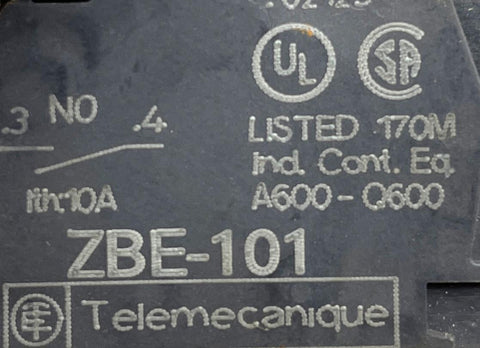 UL
SA
.3 NO .4
LISTED 170M
Ind. Cont. Eq.
Ith:10A
A600-Q600
ZBE-101
Telemecanique